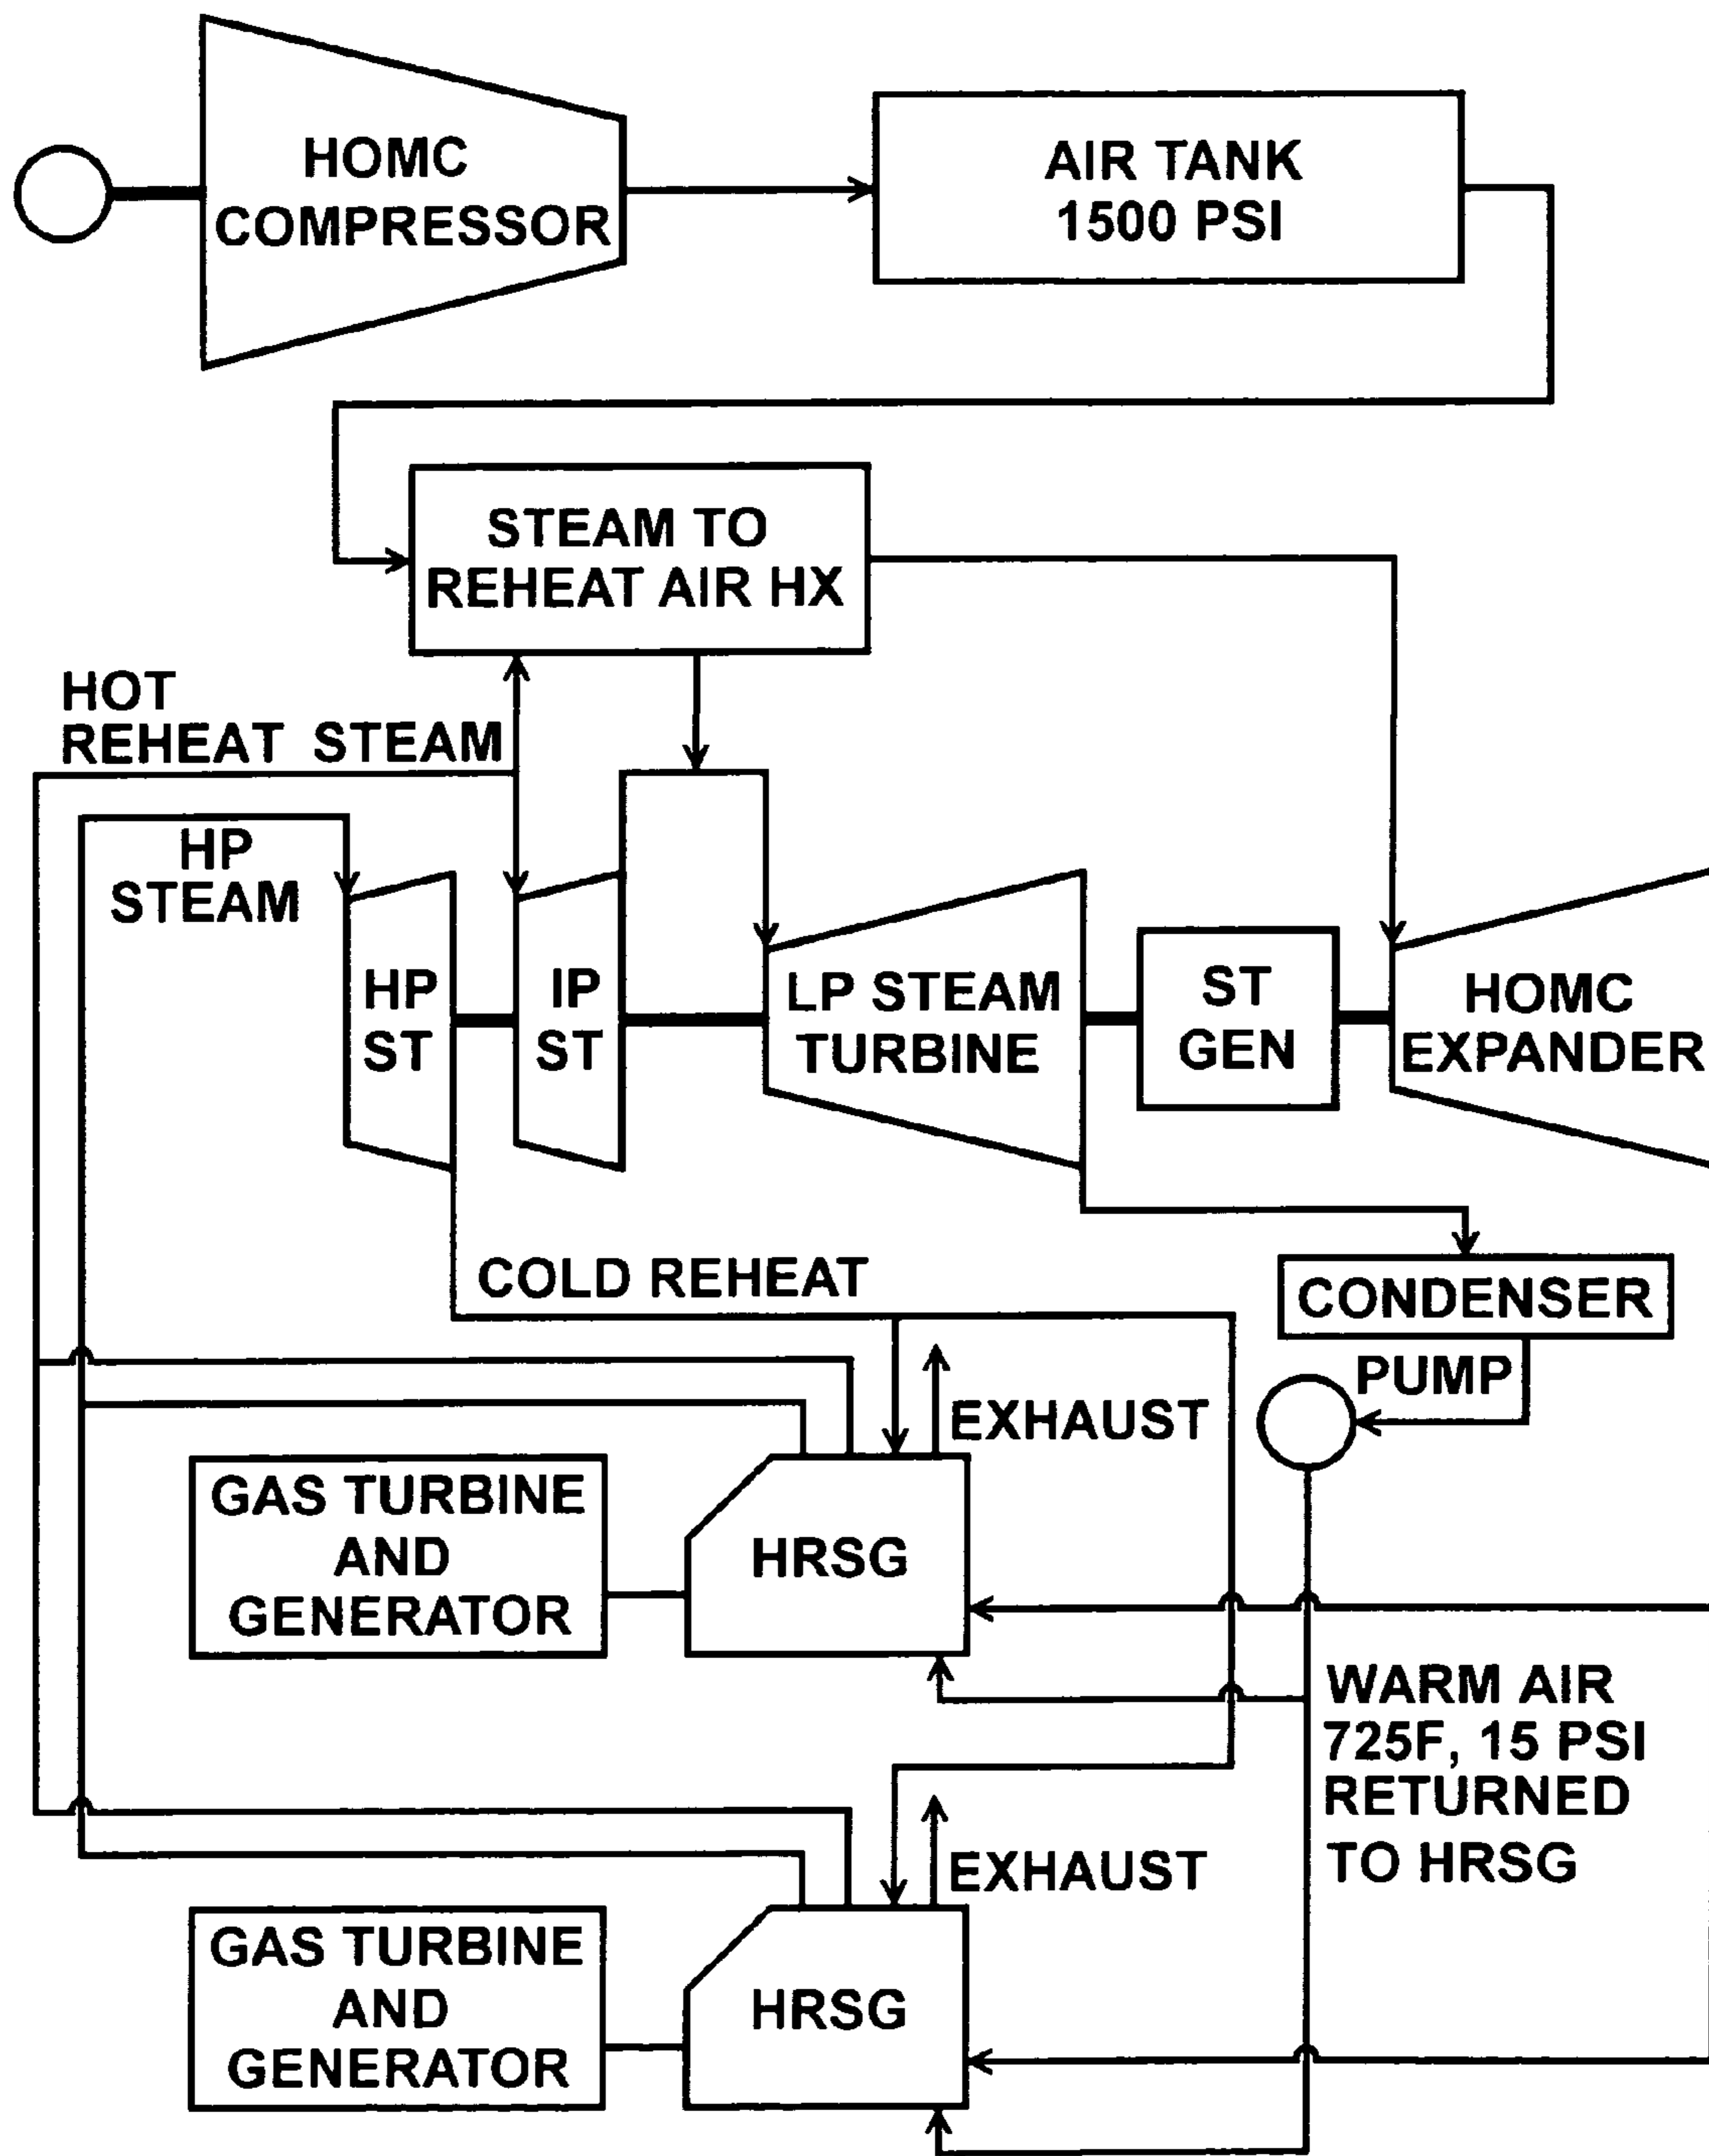 HOMC
COMPRESSOR
AIR TANK
1500 PSI
STEAM TO
REHEAT AIR HX
HOT
REHEAT STEAM
HP
STEAM
HP
ST
IP
ST
LP STEAM
TURBINE
ST
GEN
HOMC
EXPANDER
COLD REHEAT
CONDENSER
PUMP
EXHAUST
GAS TURBINE
AND
GENERATOR
HRSG
WARM AIR
725F, 15 PSI
RETURNED
TO HRSG
EXHAUST
GAS TURBINE
AND
GENERATOR
HRSG